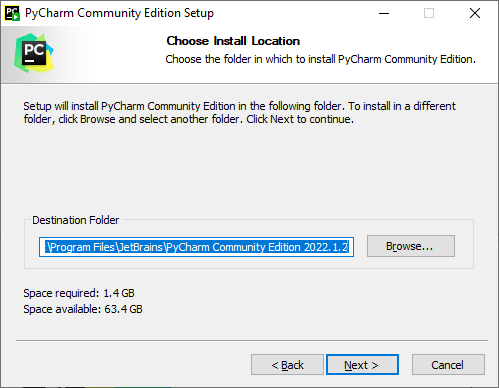 PyCharm Community Edition Setup
PC
Choose Install Location
Choose the folder in which to install PyCharm Community Edition.
Setup will install PyCharm Community Edition in the following folder. To install in a different
folder, click Browse and select another folder. Click Next to continue.
Destination Folder
:\Program Files\JetBrains\PyCharm Community Edition 2022.1.2
Browse...
Space required: 1.4 GB
Space available: 63.4 GB
< Back
Next >
Cancel